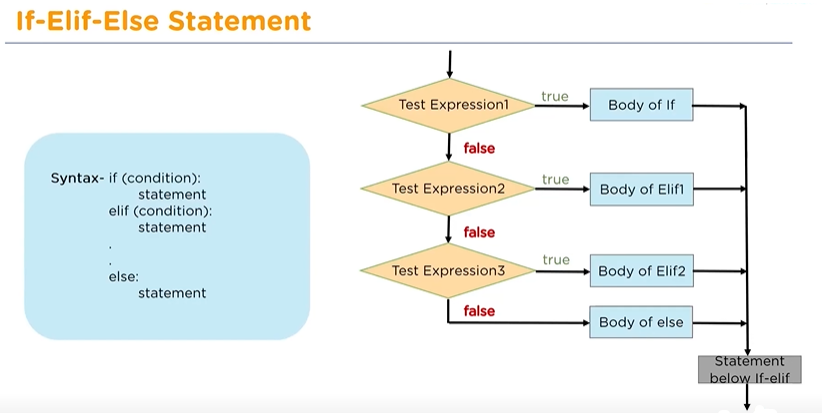 If-Elif-Else Statement
Syntax- if (condition):
statement
elif (condition):
statement
.
.
else:
statement
Test Expression1
true
Body of If
false
Test Expression2
true
Body of Elif1
false
Test Expression3
true
Body of Elif2
false
Body of else
Statement
below If-elif